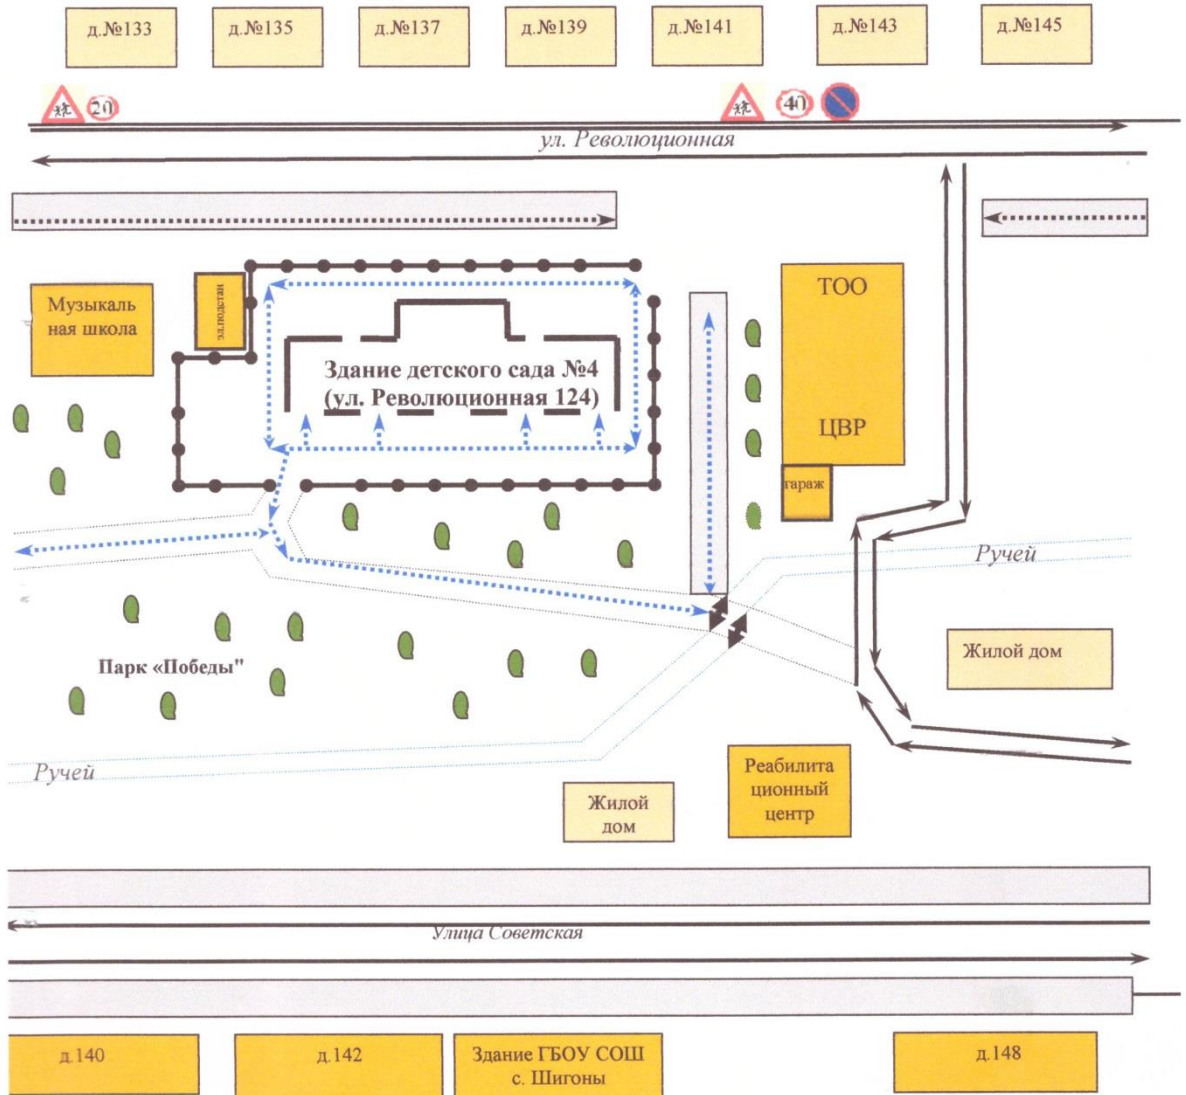 д.№133
д.№135
д.№137
д.№139
д.№141
д.№143
д.№145
20
40
ул. Революционная
Музыкаль
ная школа
эл.подстан
Здание детского сада №4
(ул. Революционная 124)
ТОО
ЦВР
гараж
Ручей
Жилой дом
Парк «Победы"
Ручей
Жилой
дом
Реабилита
ционный
центр
Улица Советская
д.140
д.142
Здание ГБОУ СОШ
с. Шигоны
д.148